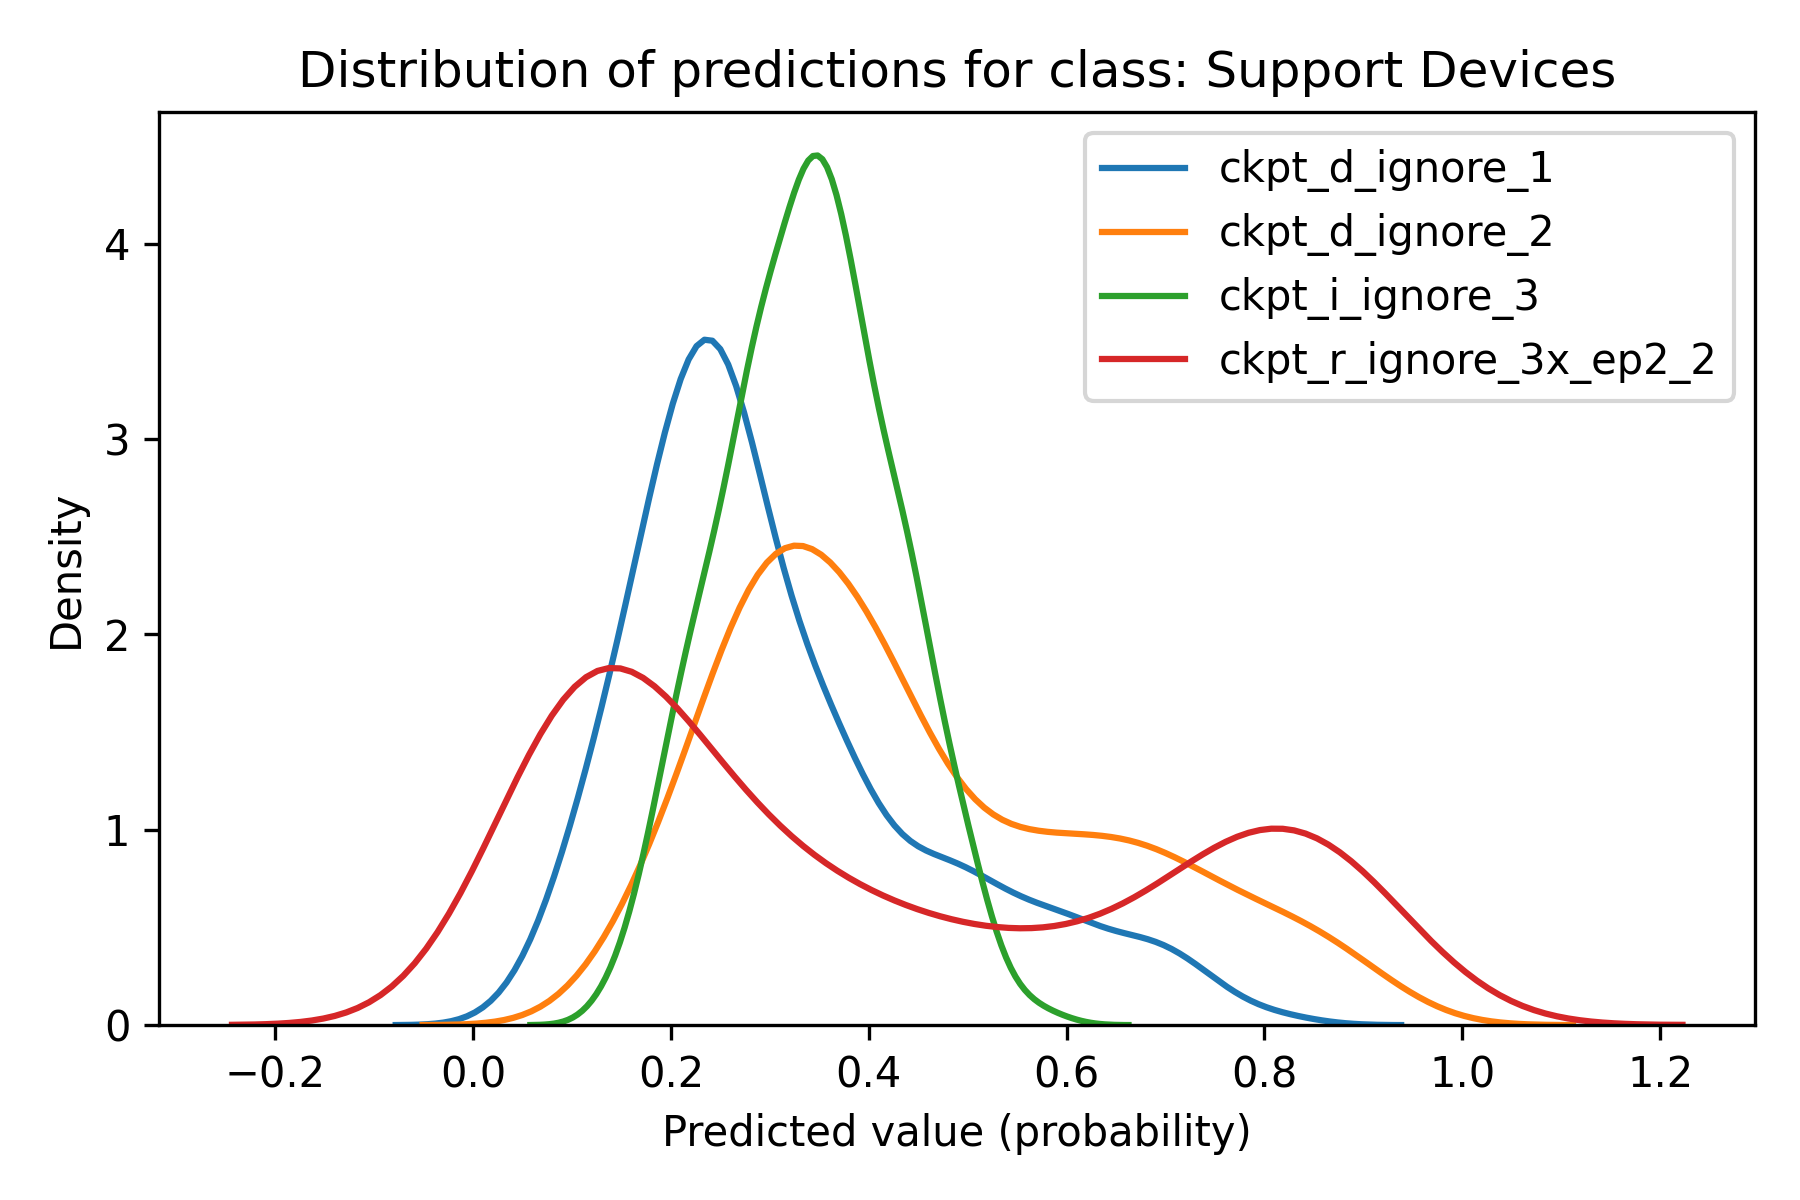 Distribution of predictions for class: Support Devices
ckpt_d_ignore_1
ckpt_d_ignore_2
ckpt_i_ignore_3
ckpt_r_ignore_3x_ep2_2
Density
4
3
2
1
0
−0.2 0.0 0.2 0.4 0.6 0.8 1.0 1.2
Predicted value (probability)